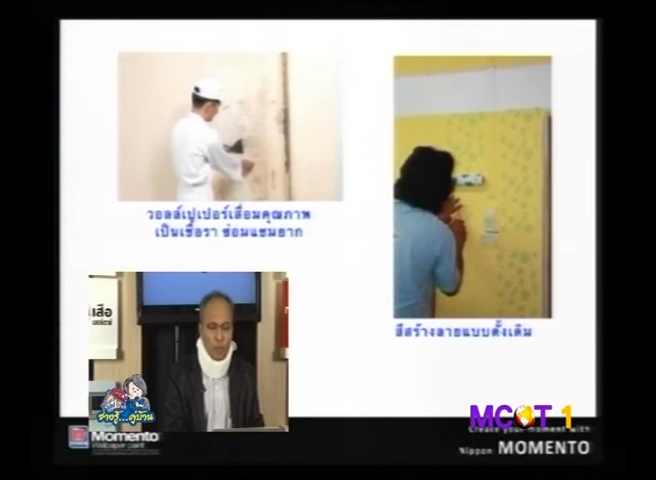 วอลล์เปเปอร์เสื่อมคุณภาพ
เป็นเชื้อรา ซ่อมแซมยาก
สีสร้างลายแบบดั้งเดิม
ช่างรู้...คู่บ้าน
MCOT 1
Momento
Wallpaper paint
Create your moment with
Nippon MOMENTO